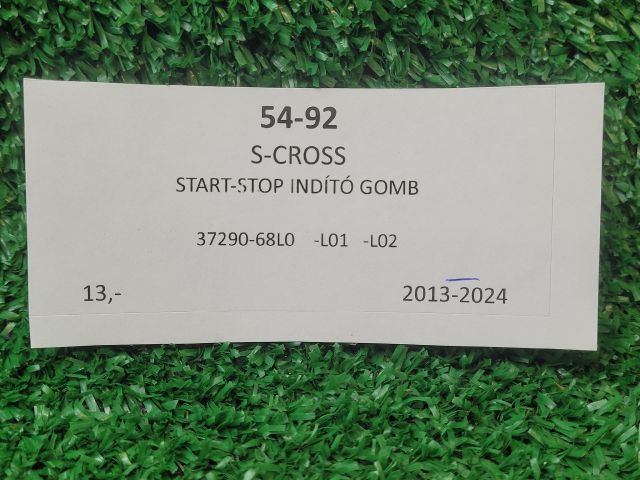 54-92
S-CROSS
START-STOP INDÍTÓ GOMB
37290-68L0 -L01 -L02
13,- 2013-2024